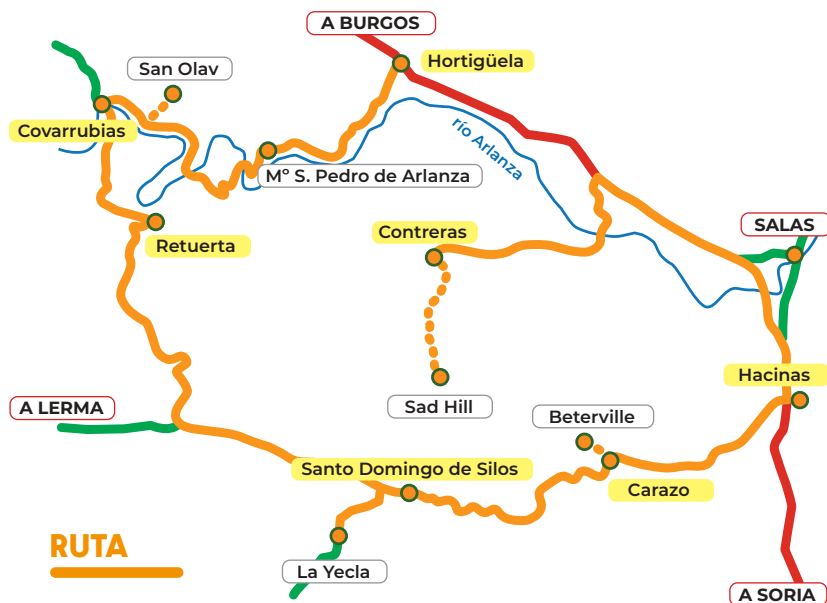 A BURGOS
San Olav
Hortigüela
Covarrubias
río Arlanza
Mº S. Pedro de Arlanza
SALAS
Contreras
Retuerta
Hacinas
A LERMA
Sad Hill
Beterville
Santo Domingo de Silos
Carazo
RUTA
La Yecla
A SORIA